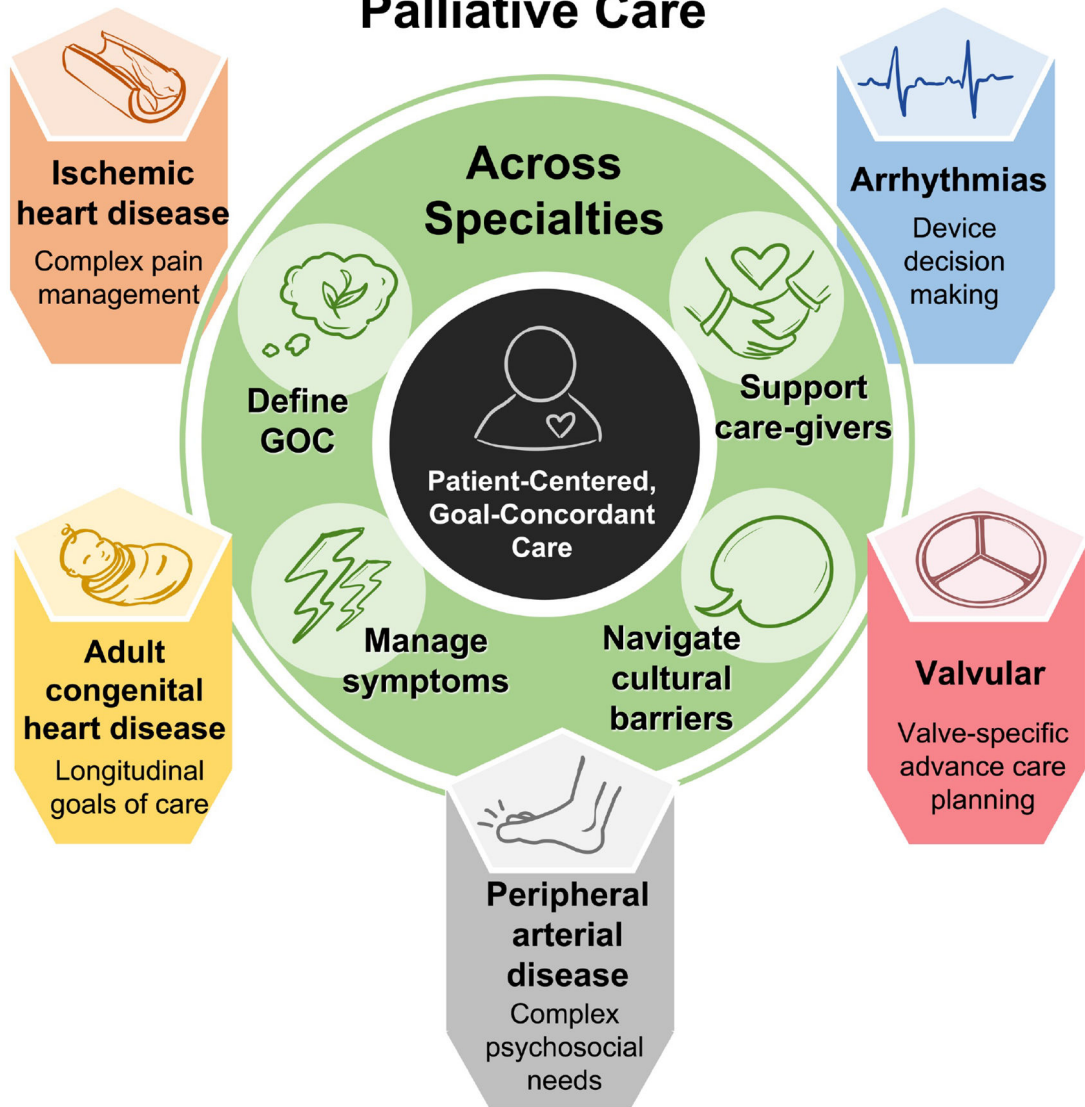 Palliative Care
Ischemic
heart disease
Complex pain
management
Across
Specialties
Arrhythmias
Device
decision
making
Define
GOC
Support
care-givers
Patient-Centered,
Goal-Concordant
Care
Manage
symptoms
Navigate
cultural
barriers
Adult
congenital
heart disease
Longitudinal
goals of care
Valvular
Valve-specific
advance care
planning
Peripheral
arterial
disease
Complex
psychosocial
needs